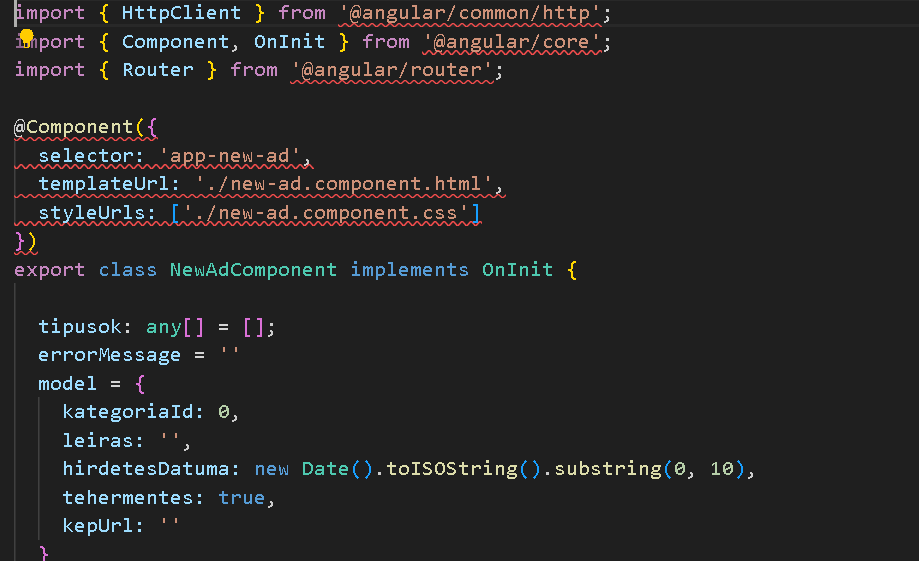 import { HttpClient } from '@angular/common/http';
import { Component, OnInit } from '@angular/core';
import { Router } from '@angular/router';
@Component({
  selector: 'app-new-ad',
  templateUrl: './new-ad.component.html',
  styleUrls: ['./new-ad.component.css']
})
export class NewAdComponent implements OnInit {
  tipusok: any[] = [];
  errorMessage = ''
  model = {
    kategoriaId: 0,
    leiras: '',
    hirdetesDatuma: new Date().toISOString().substring(0, 10),
    tehermentes: true,
    kepUrl: ''
  }